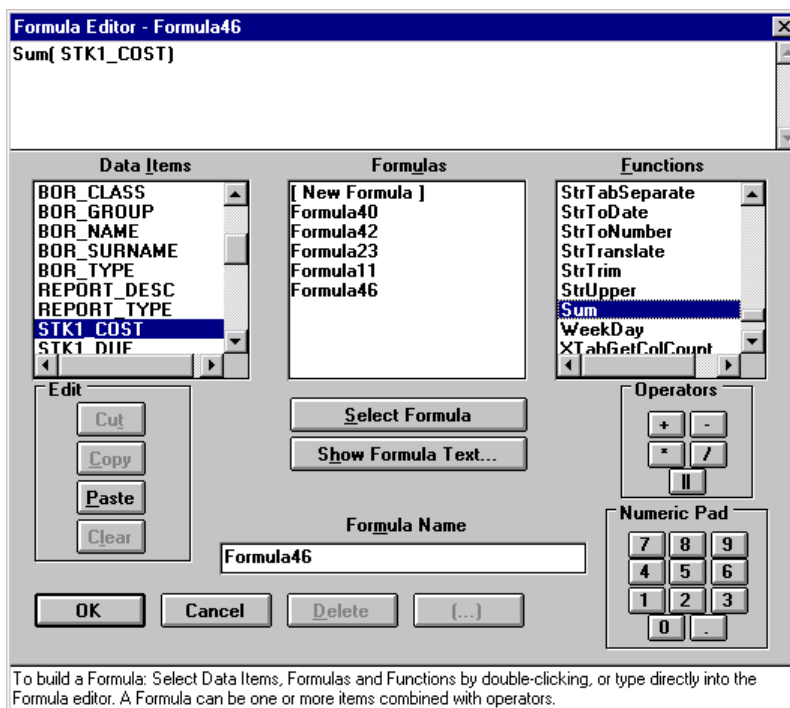 Formula Editor - Formula46
Sum( STK1_COST)
Data Items
BOR_CLASS
BOR_GROUP
BOR_NAME
BOR_SURNAME
BOR_TYPE
REPORT_DESC
REPORT_TYPE
STK1_COST
STK1_DUE
Formulas
[ New Formula ]
Formula40
Formula42
Formula23
Formula11
Formula46
Functions
StrTabSeparate
StrToDate
StrToNumber
StrTranslate
StrTrim
StrUpper
Sum
WeekDay
XTabGetColCount
Edit
Cut
Copy
Paste
Clear
Select Formula
Show Formula Text...
Operators
+ -
* /
||
Formula Name
Formula46
Numeric Pad
7 8 9
4 5 6
1 2 3
0 .
OK Cancel Delete (...)
To build a Formula: Select Data Items, Formulas and Functions by double-clicking, or type directly into the
Formula editor. A Formula can be one or more items combined with operators.